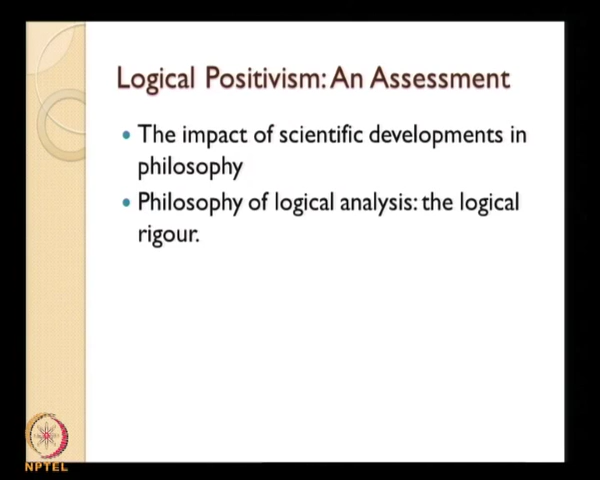 Logical Positivism: An Assessment
The impact of scientific developments in
philosophy
Philosophy of logical analysis: the logical
rigour.
NPTEL